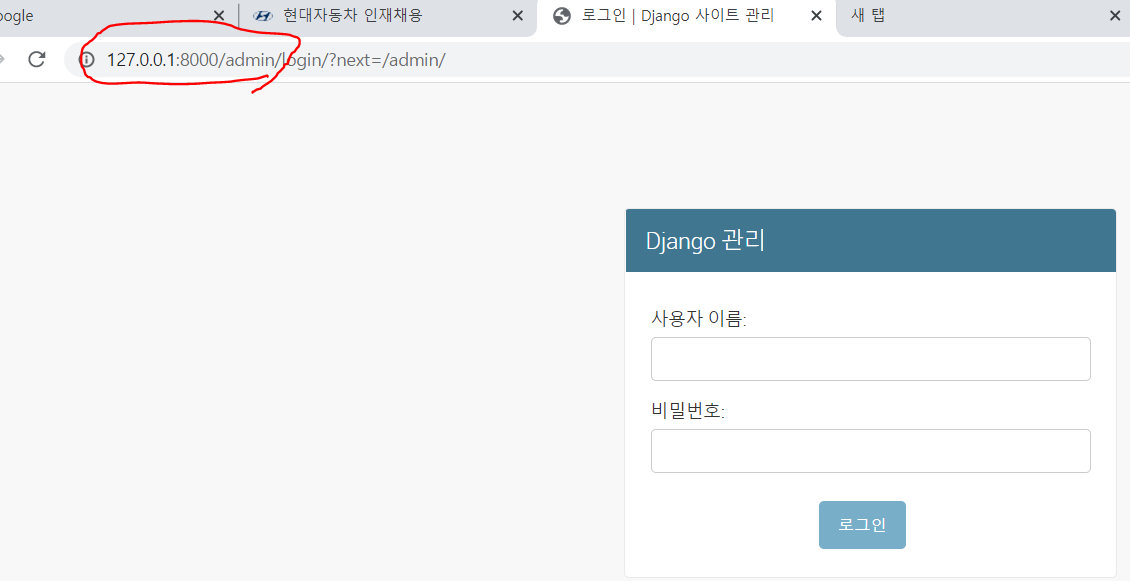 oogle
현대자동차 인재채용
로그인 | Django 사이트 관리
새 탭
127.0.0.1:8000/admin/login/?next=/admin/
Django 관리
사용자 이름:
비밀번호:
로그인